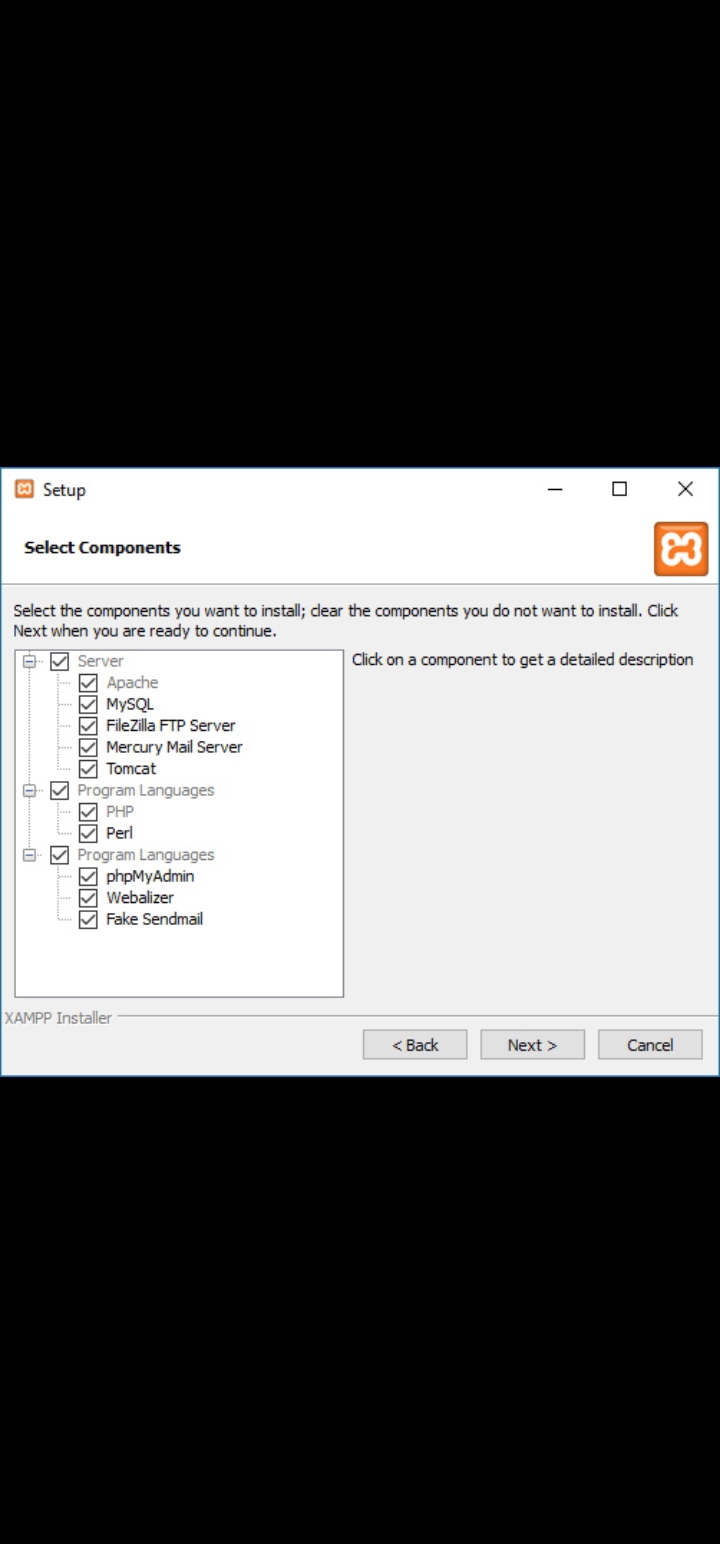 Setup
Select Components
Select the components you want to install; clear the components you do not want to install. Click
Next when you are ready to continue.
Server
Apache
MySQL
FileZilla FTP Server
Mercury Mail Server
Tomcat
Program Languages
PHP
Perl
Program Languages
phpMyAdmin
Webalizer
Fake Sendmail
Click on a component to get a detailed description
XAMPP Installer
< Back
Next >
Cancel